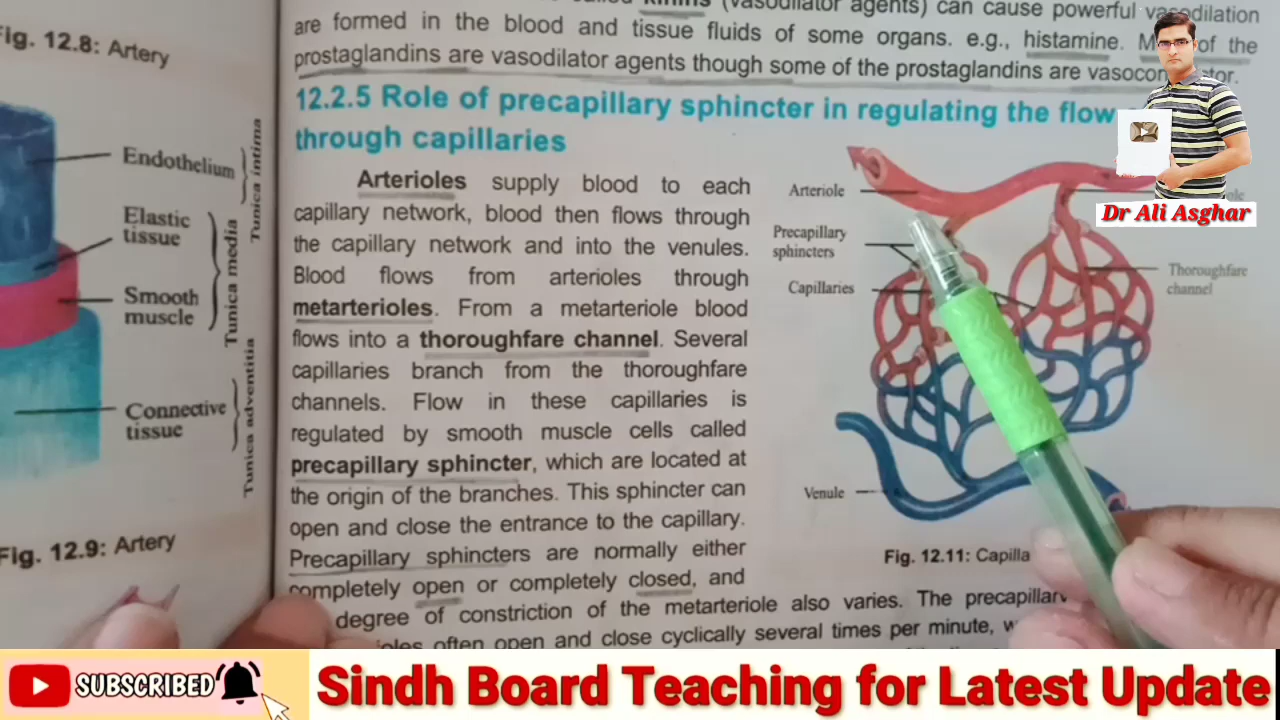 Fig. 12.8: Artery
Endothelium
Tunica intima
Elastic
tissue
Smooth
muscle
Tunica media
Connective
tissue
Tunica adventitia
Fig. 12.9: Artery
kinins (vasodilator agents) can cause powerful vasodilation
are formed in the blood and tissue fluids of some organs. e.g., histamine. of the
prostaglandins are vasodilator agents though some of the prostaglandins are
12.2.5 Role of precapillary sphincter in regulating the flow
through capillaries
Arterioles supply blood to each
capillary network, blood then flows through
the capillary network and into the venules.
Blood flows from arterioles through
metarterioles. From a metarteriole blood
flows into a thoroughfare channel. Several
capillaries branch from the thoroughfare
channels. Flow in these capillaries is
regulated by smooth muscle cells called
precapillary sphincter, which are located at
the origin of the branches. This sphincter can
open and close the entrance to the capillary.
Precapillary sphincters are normally either
completely open or completely closed, and
degree of constriction of the metarteriole also varies. The precapillary
often open and close cyclically several times per minute,
Arteriole
Precapillary
sphincters
Capillaries
Thoroughfare
channel
Venule
Fig. 12.11:
Dr Ali Asghar
SUBSCRIBED
Sindh Board Teaching for Latest Update